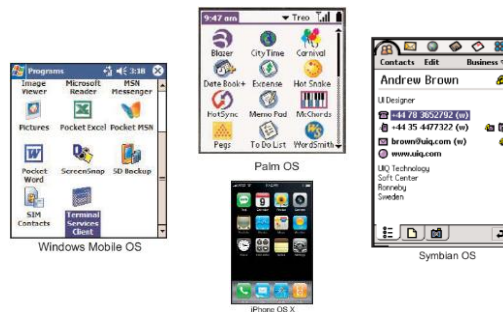 Programs 3:18
Image Viewer
Microsoft Reader
MSN Messenger
Pictures
Pocket Excel
Pocket MSN
Pocket Word
ScreenSnap
SD Backup
SIM Contacts
Terminal Services Client
Windows Mobile OS
9:47 am Treo
Blazer
CityTime
Carnival
Date Book+
Expense
Hot Snake
HotSync
Memo Pad
McChords
Pegs
To Do List
WordSmith
Palm OS
9
iPhone OS X
Contacts Edit Business
Andrew Brown
UI Designer
+44 78 3652792 (w)
+44 35 4477322 (w)
brown@uiq.com (w)
www.uiq.com
UIQ Technology
Soft Center
Ronneby
Sweden
Symbian OS